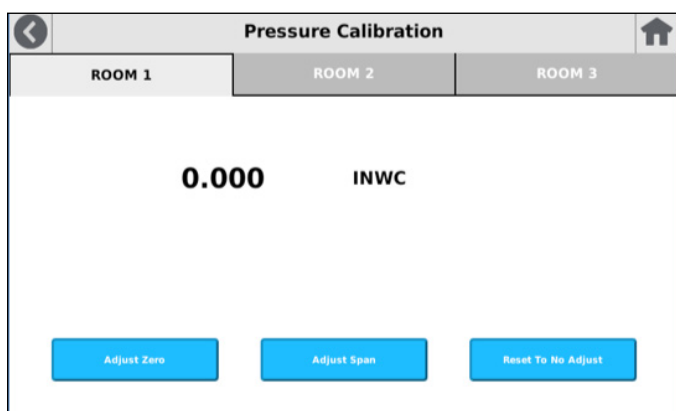 Pressure Calibration
ROOM 1 ROOM 2 ROOM 3
0.000 INWC
Adjust Zero Adjust Span Reset To No Adjust